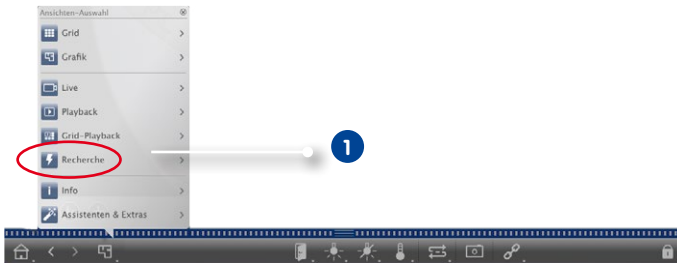 Ansichten-Auswahl
Grid
Grafik
Live
Playback
Grid-Playback
Recherche
1
Info
Assistenten & Extras